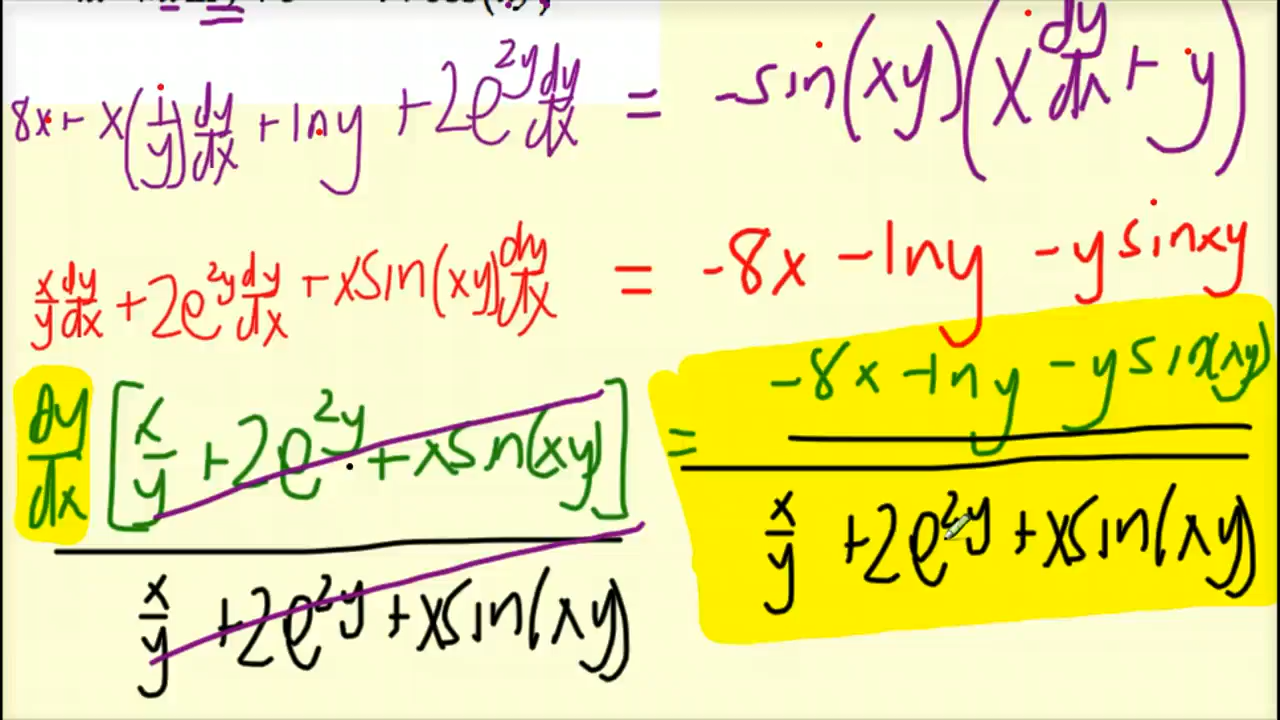 8x + x(1/y) dy/dx + ln y + 2e^{2y} dy/dx = -sin(xy)(x dy/dx + y)
x/y dy/dx + 2e^{2y} dy/dx + x sin(xy) dy/dx = -8x - ln y - y sin xy
dy/dx [x/y + 2e^{2y} + x sin(xy)] = -8x - ln y - y sin(xy)
x/y + 2e^{2y} + x sin(xy) x/y + 2e^{2y} + x sin(xy)